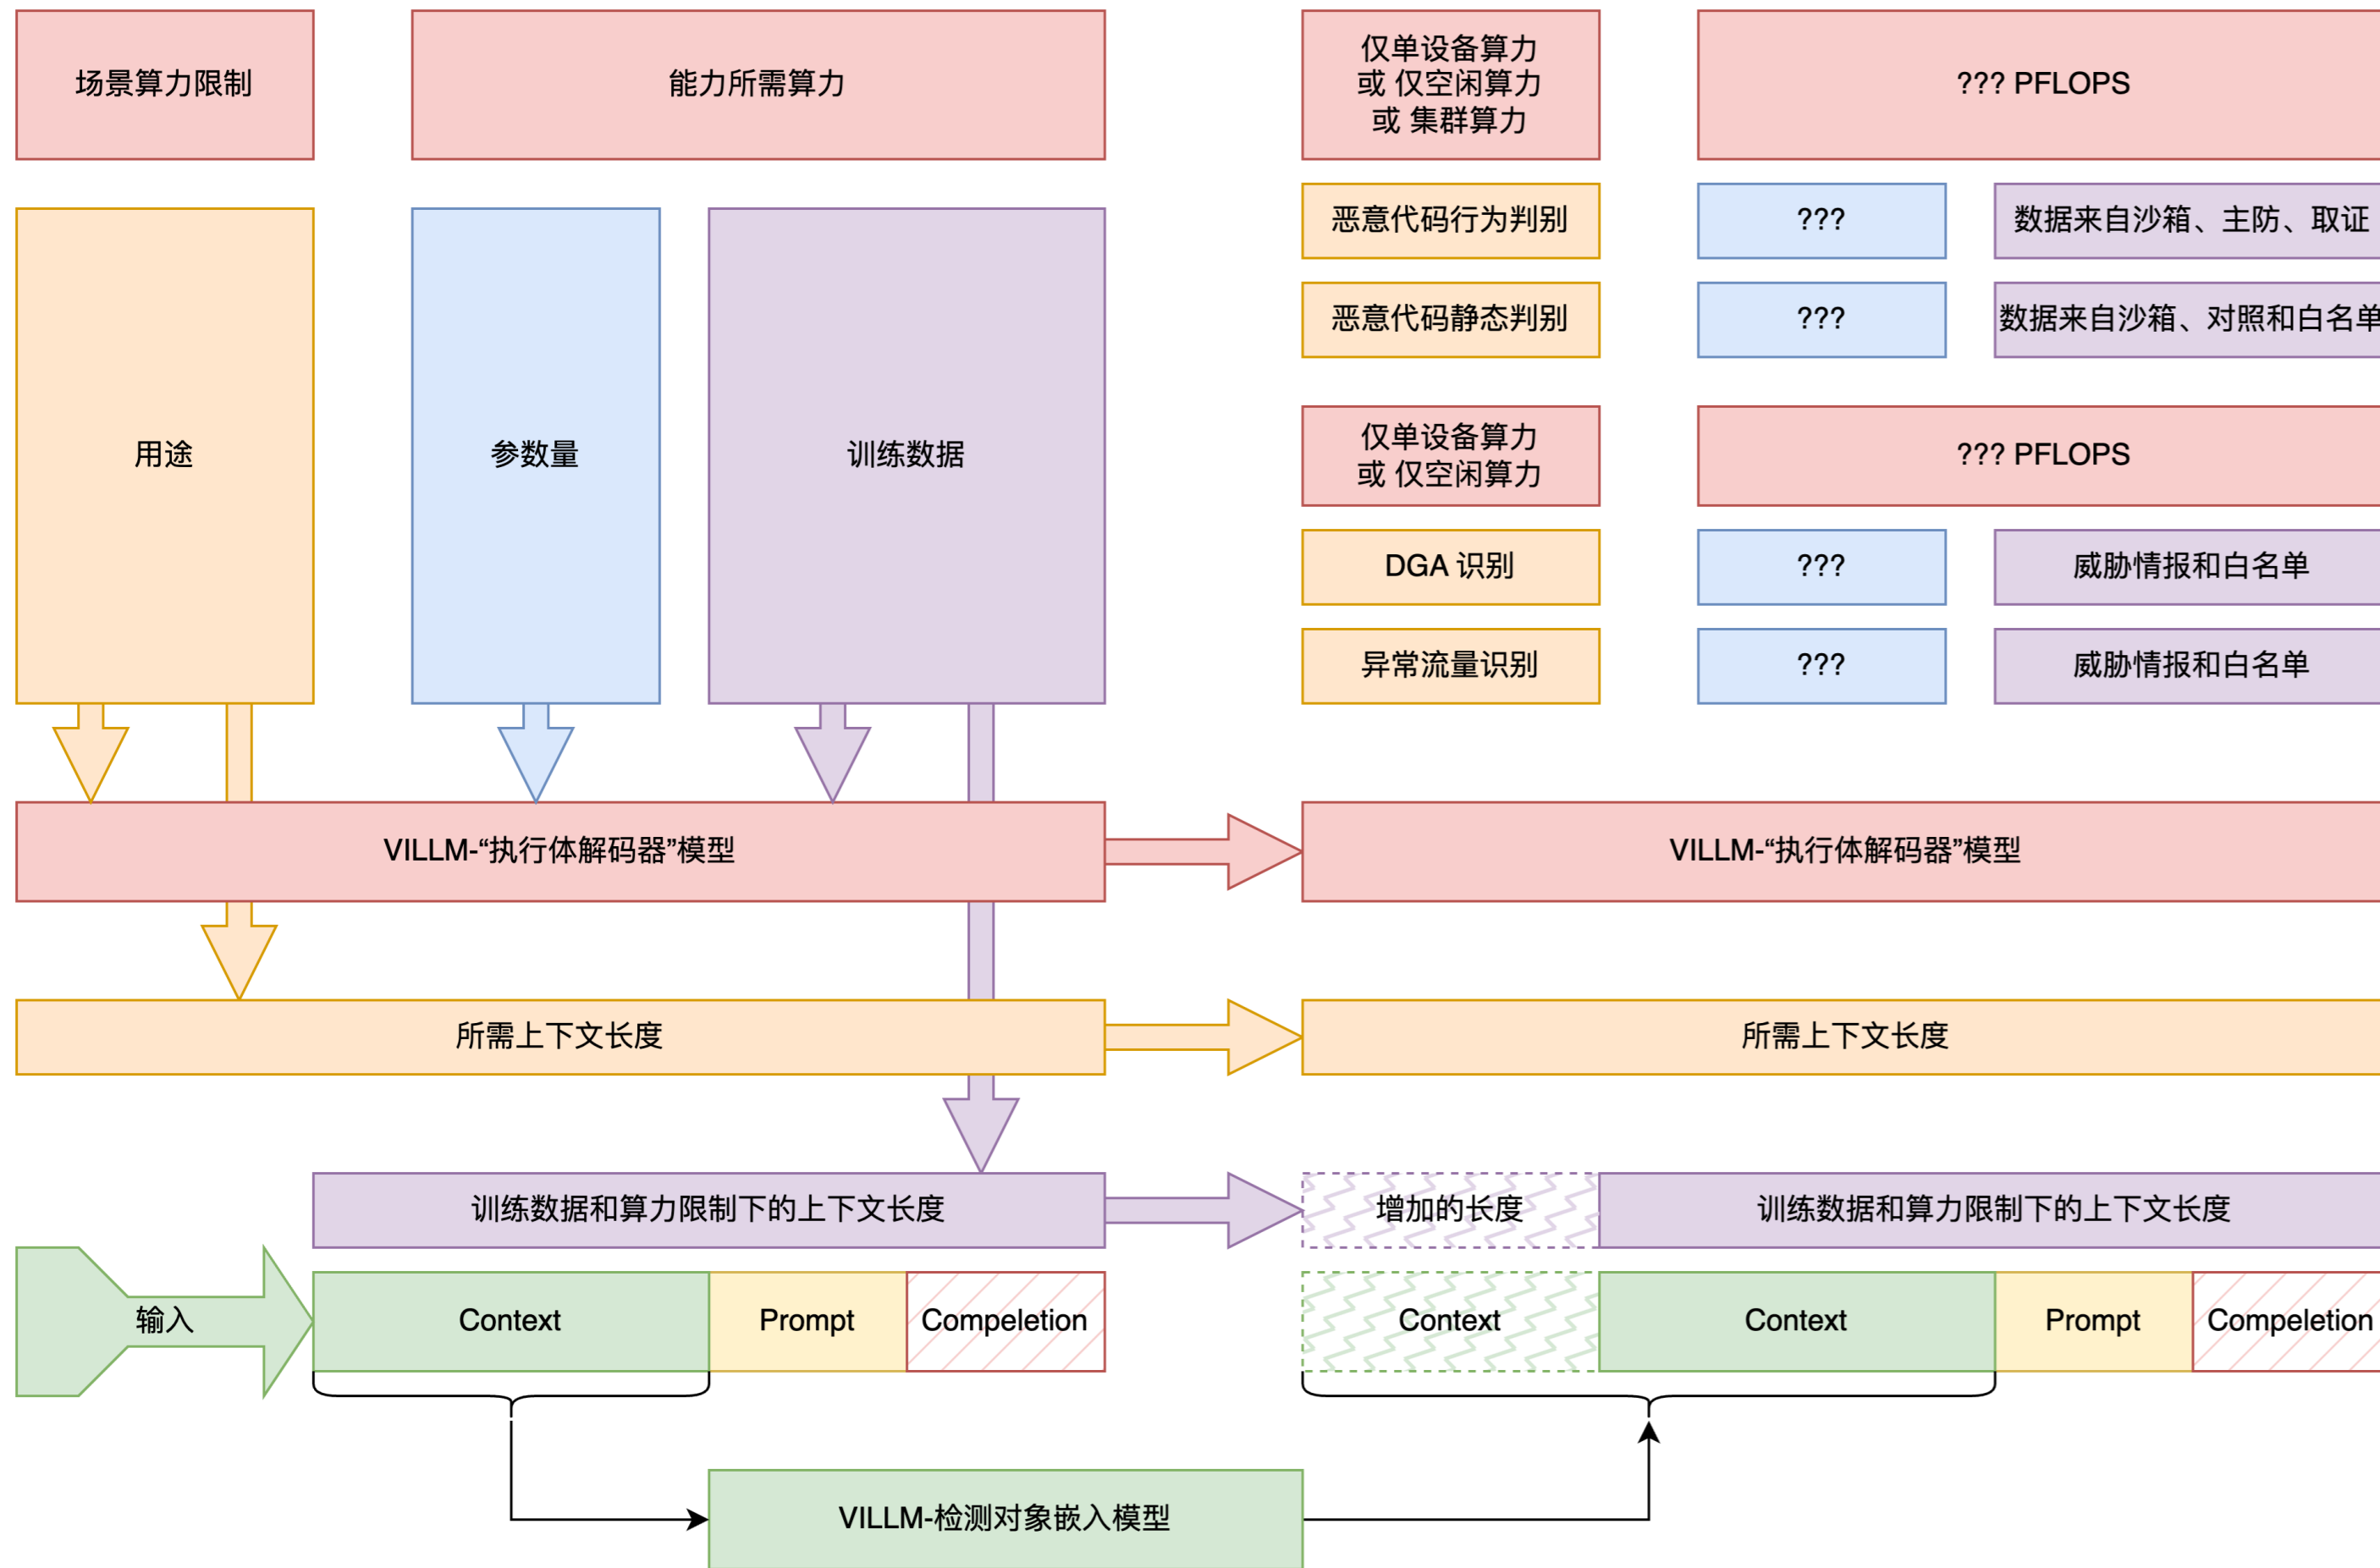 场景算力限制
能力所需算力
仅单设备算力
或 仅空闲算力
或 集群算力
??? PFLOPS
恶意代码行为判别
???
数据来自沙箱、主防、取证
恶意代码静态判别
???
数据来自沙箱、对照和白名单
用途
参数量
训练数据
仅单设备算力
或 仅空闲算力
??? PFLOPS
DGA 识别
???
威胁情报和白名单
异常流量识别
???
威胁情报和白名单
VILLM-“执行体解码器”模型
VILLM-“执行体解码器”模型
所需上下文长度
所需上下文长度
训练数据和算力限制下的上下文长度
增加的长度
训练数据和算力限制下的上下文长度
输入
Context
Prompt
Compeletion
Context
Context
Prompt
Compeletion
VILLM-检测对象嵌入模型